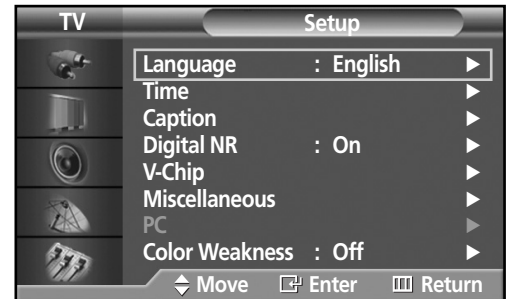 TV Setup
Language : English
Time
Caption
Digital NR : On
V-Chip
Miscellaneous
PC
Color Weakness : Off
Move Enter Return